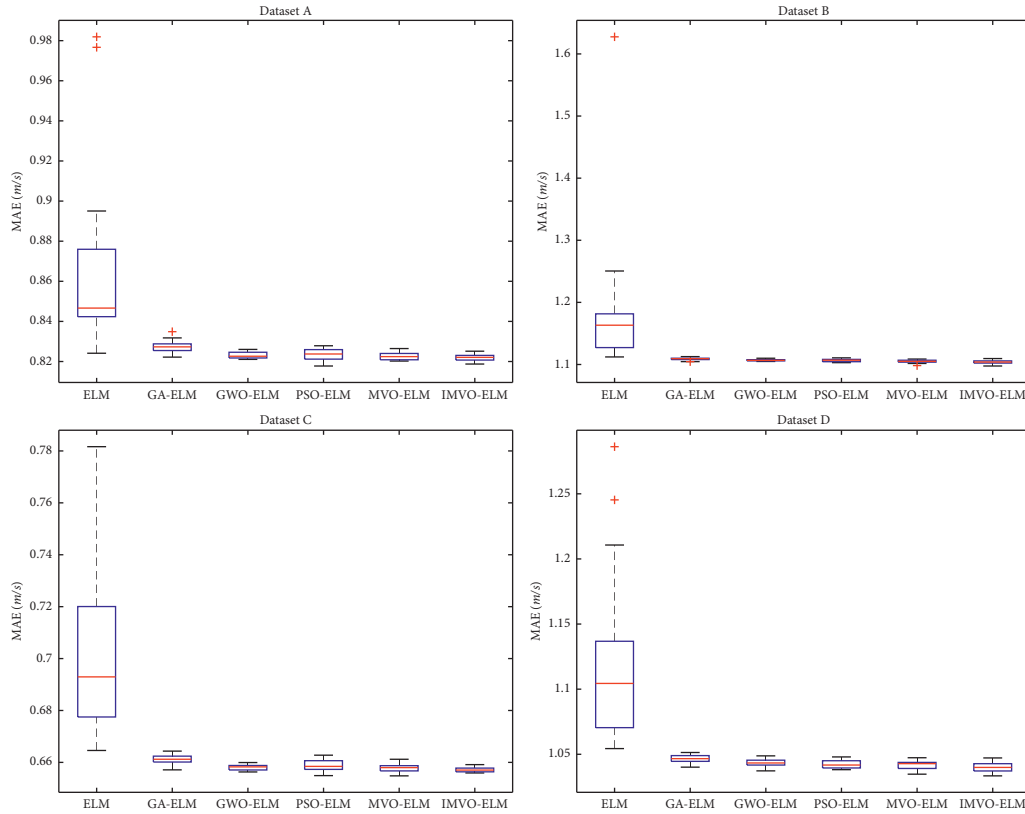 Dataset A
0.98
0.96
0.94
0.92
0.9
0.88
0.86
0.84
0.82
MAE (m/s)
ELM GA-ELM GWO-ELM PSO-ELM MVO-ELM IMVO-ELM
Dataset B
1.6
1.5
1.4
1.3
1.2
1.1
MAE (m/s)
ELM GA-ELM GWO-ELM PSO-ELM MVO-ELM IMVO-ELM
Dataset C
0.78
0.76
0.74
0.72
0.7
0.68
0.66
MAE (m/s)
ELM GA-ELM GWO-ELM PSO-ELM MVO-ELM IMVO-ELM
Dataset D
1.25
1.2
1.15
1.1
1.05
MAE (m/s)
ELM GA-ELM GWO-ELM PSO-ELM MVO-ELM IMVO-ELM